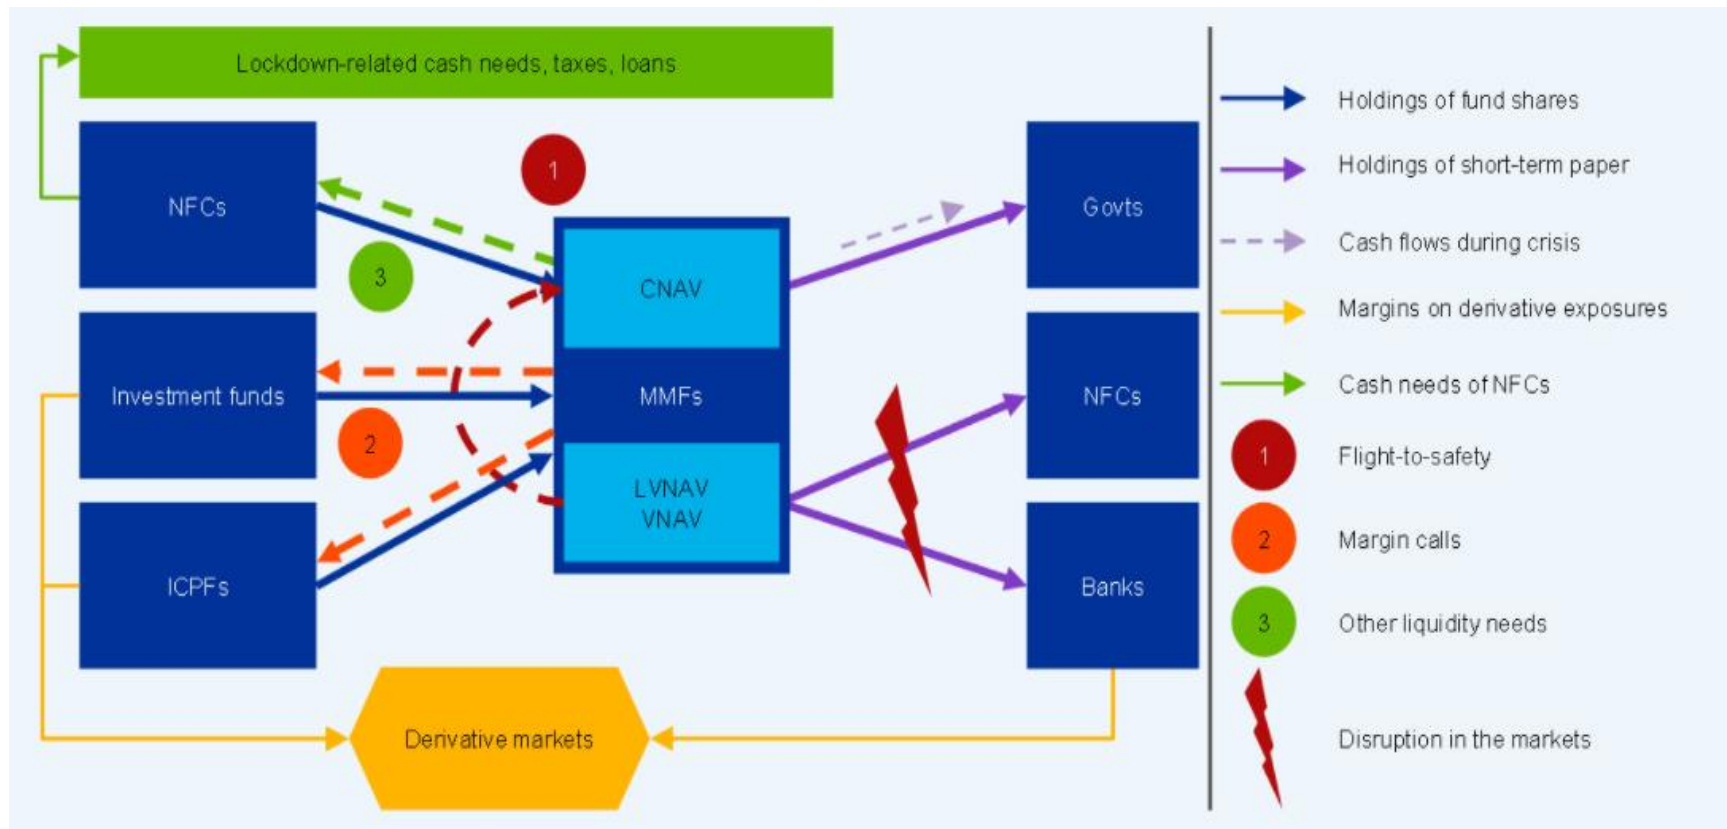 Lockdown-related cash needs, taxes, loans
NFCs
Investment funds
ICPFs
1
3
2
CNAV
MMFs
LVNAV
VNAV
Govts
NFCs
Banks
Derivative markets
Holdings of fund shares
Holdings of short-term paper
Cash flows during crisis
Margins on derivative exposures
Cash needs of NFCs
1 Flight-to-safety
2 Margin calls
3 Other liquidity needs
Disruption in the markets